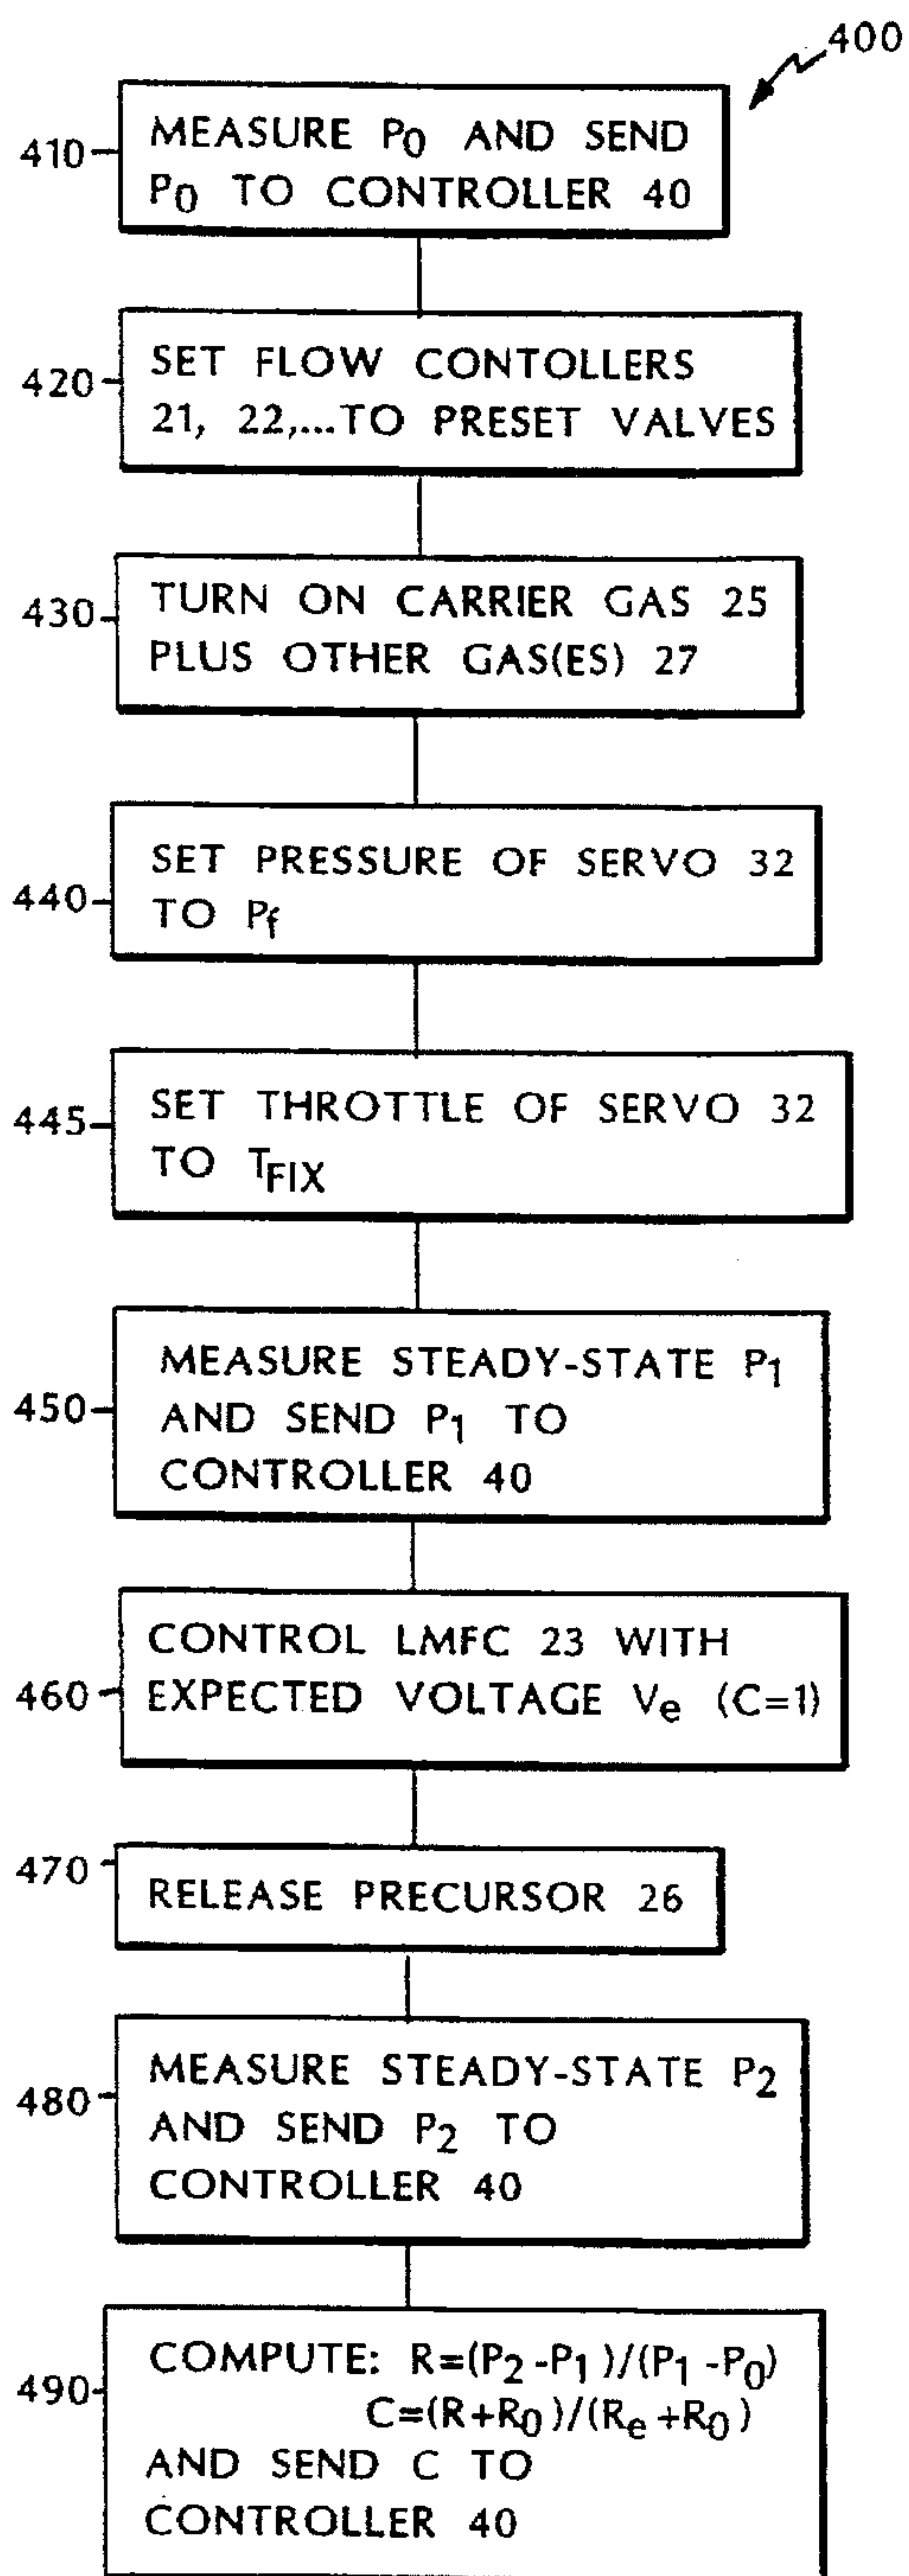 400
410
MEASURE P0 AND SEND
P0 TO CONTROLLER 40
420
SET FLOW CONTOLLERS
21, 22,...TO PRESET VALVES
430
TURN ON CARRIER GAS 25
PLUS OTHER GAS(ES) 27
440
SET PRESSURE OF SERVO 32
TO Pf
445
SET THROTTLE OF SERVO 32
TO TFIX
450
MEASURE STEADY-STATE P1
AND SEND P1 TO
CONTROLLER 40
460
CONTROL LMFC 23 WITH
EXPECTED VOLTAGE Ve (C=1)
470
RELEASE PRECURSOR 26
480
MEASURE STEADY-STATE P2
AND SEND P2 TO
CONTROLLER 40
490
COMPUTE: R=(P2-P1)/(P1-P0)
C=(R+R0)/(Re+R0)
AND SEND C TO
CONTROLLER 40